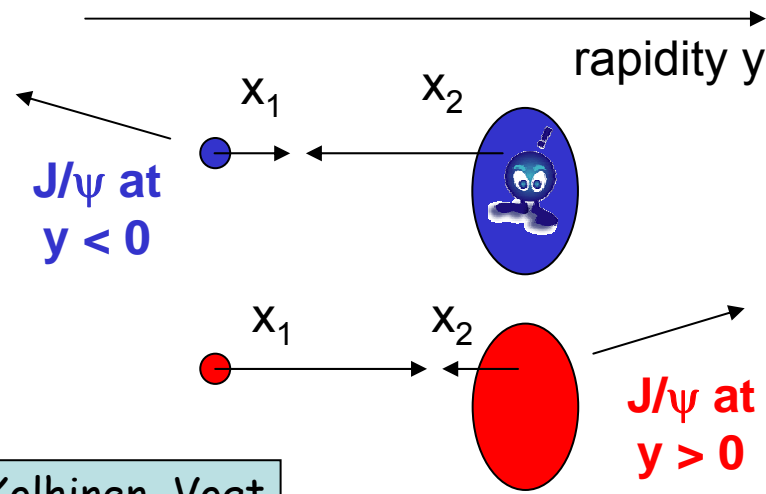 rapidity y
x₁ x₂
J/ψ at
y < 0
x₁ x₂
J/ψ at
y > 0